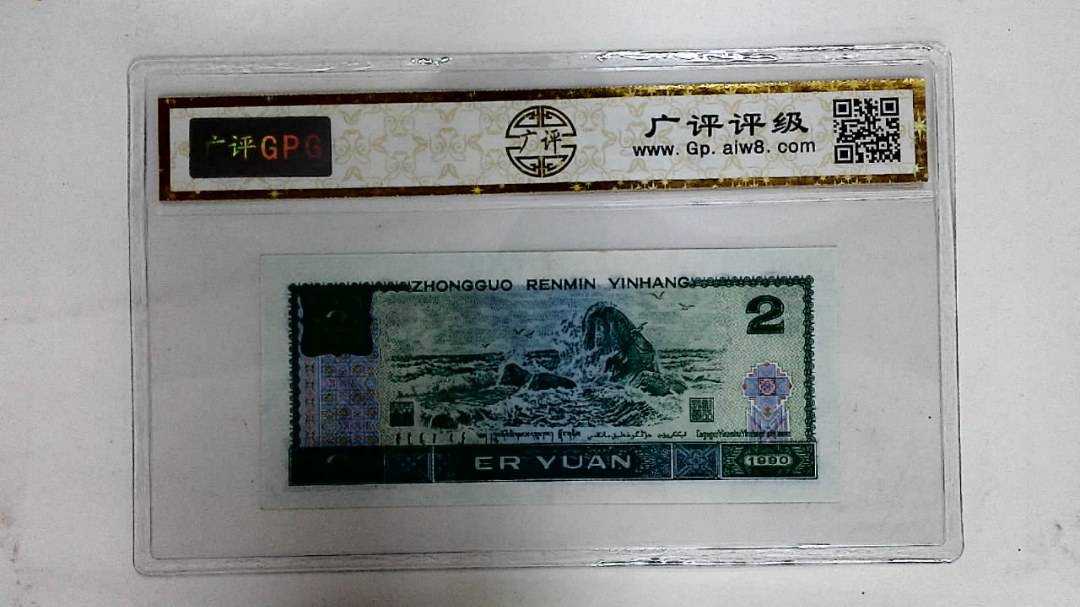 广评GPG
广评
广评评级
www.Gp.aiw8.com
ZHONGGUO RENMIN YINHANG
2
ER YUAN
1990